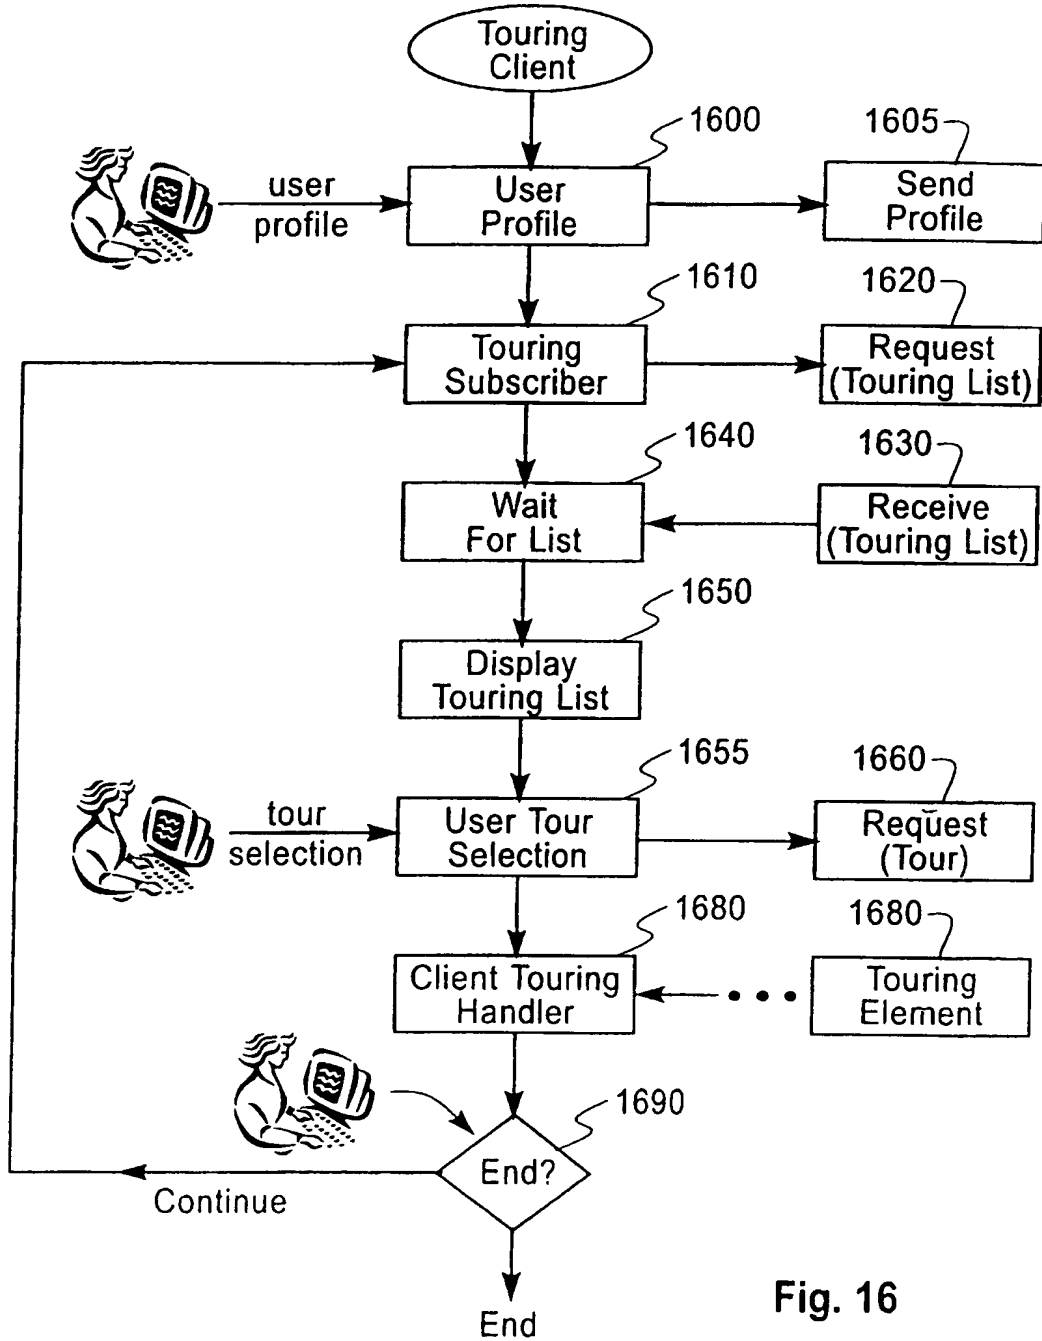 Touring
Client
1600
1605
user
profile
User
Profile
Send
Profile
1610
1620
Touring
Subscriber
Request
(Touring List)
1640
1630
Wait
For List
Receive
(Touring List)
1650
Display
Touring List
1655
1660
tour
selection
User Tour
Selection
Request
(Tour)
1680
1680
Client Touring
Handler
Touring
Element
1690
End?
Continue
End
Fig. 16